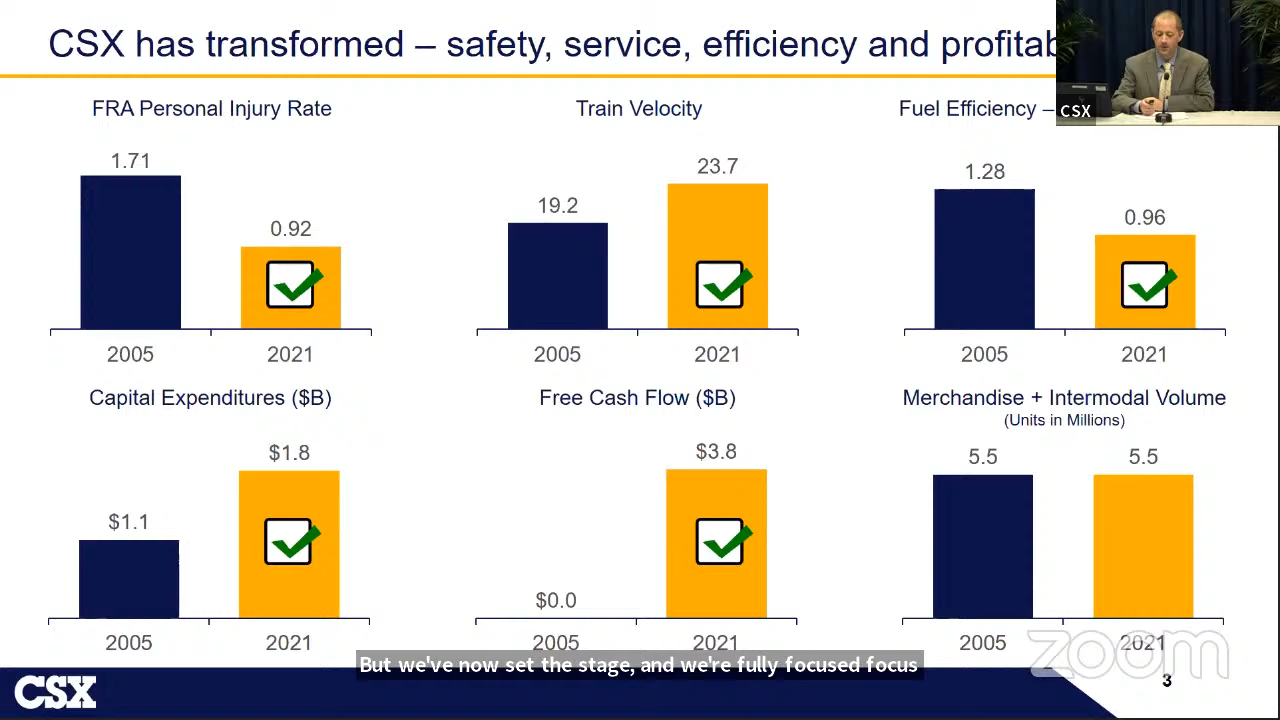 CSX has transformed – safety, service, efficiency and profitab
CSX
FRA Personal Injury Rate
1.71
0.92
2005
2021
Train Velocity
19.2
23.7
2005
2021
Fuel Efficiency –
1.28
0.96
2005
2021
Capital Expenditures ($B)
$1.1
$1.8
2005
2021
Free Cash Flow ($B)
$0.0
$3.8
2005
2021
Merchandise + Intermodal Volume
(Units in Millions)
5.5
5.5
2005
2021
But we've now set the stage, and we're fully focused focus
zoom
CSX
3